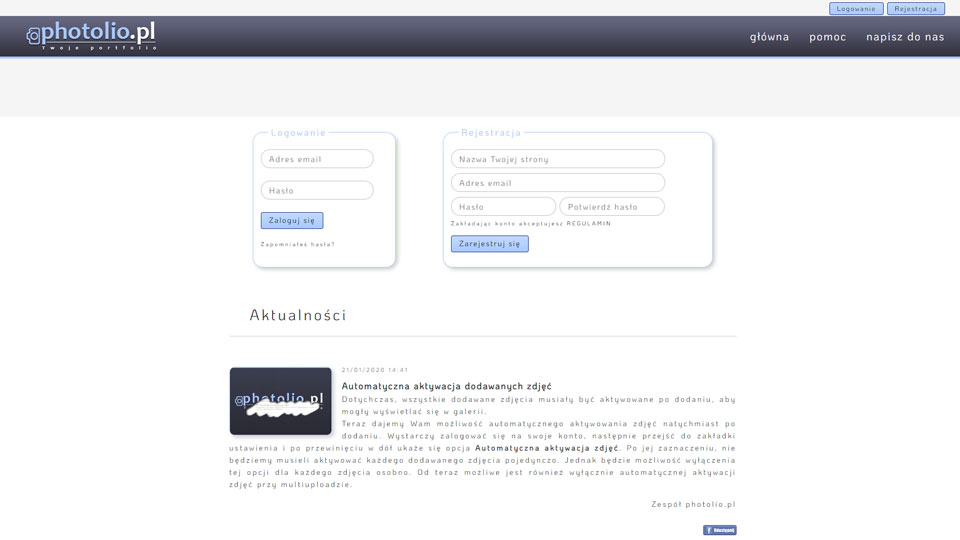 Logowanie
Rejestracja
photolio.pl
Twoje portfolio
główna
pomoc
napisz do nas
Logowanie
Adres email
Hasło
Zaloguj się
Zapomniałeś hasła?
Rejestracja
Nazwa Twojej strony
Adres email
Hasło
Potwierdź hasło
Zakładając konto akceptujesz REGULAMIN
Zarejestruj się
Aktualności
photolio.pl
21/01/2020 14:41
Automatyczna aktywacja dodawanych zdjęć
Dotychczas, wszystkie dodawane zdjęcia musiały być aktywowane po dodaniu, aby
mogły wyświetlać się w galerii.
Teraz dajemy Wam możliwość automatycznego aktywowania zdjęć natychmiast po
dodaniu. Wystarczy zalogować się na swoje konto, następnie przejść do zakładki
ustawienia i po przewinięciu w dół ukaże się opcja Automatyczna aktywacja zdjęć. Po jej zaznaczeniu, nie
będziemy musieli aktywować każdego dodawanego zdjęcia pojedynczo. Jednak będzie możliwość wyłączenia
tej opcji dla każdego zdjęcia osobno. Od teraz możliwe jest również wyłącznie automatycznej aktywacji
zdjęć przy multiuploadzie.
Zespół photolio.pl
Udostępnij